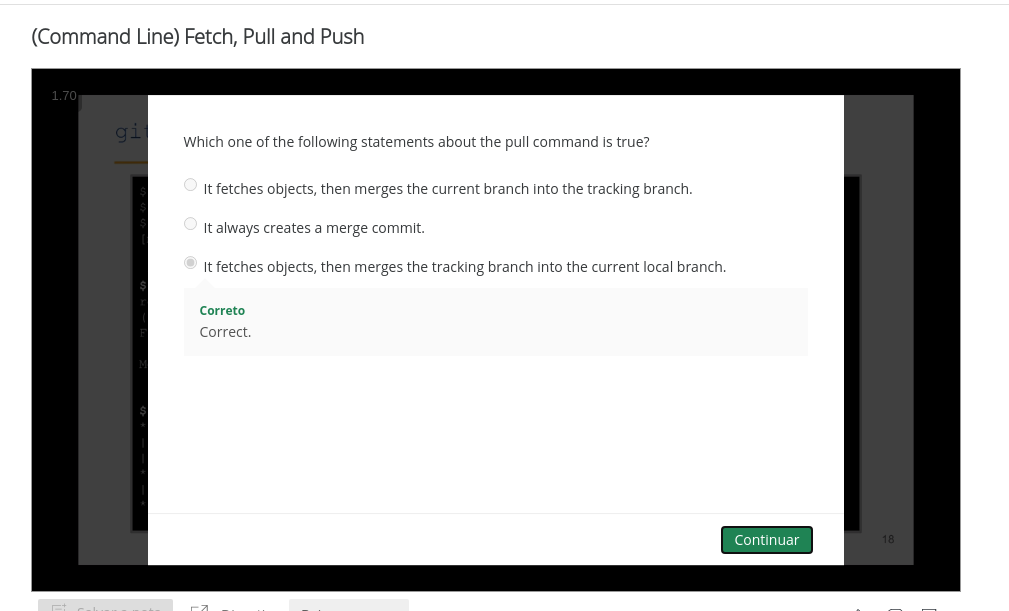 (Command Line) Fetch, Pull and Push
1.70
git
Which one of the following statements about the pull command is true?
It fetches objects, then merges the current branch into the tracking branch.
It always creates a merge commit.
It fetches objects, then merges the tracking branch into the current local branch.
Correto
Correct.
Continuar
18